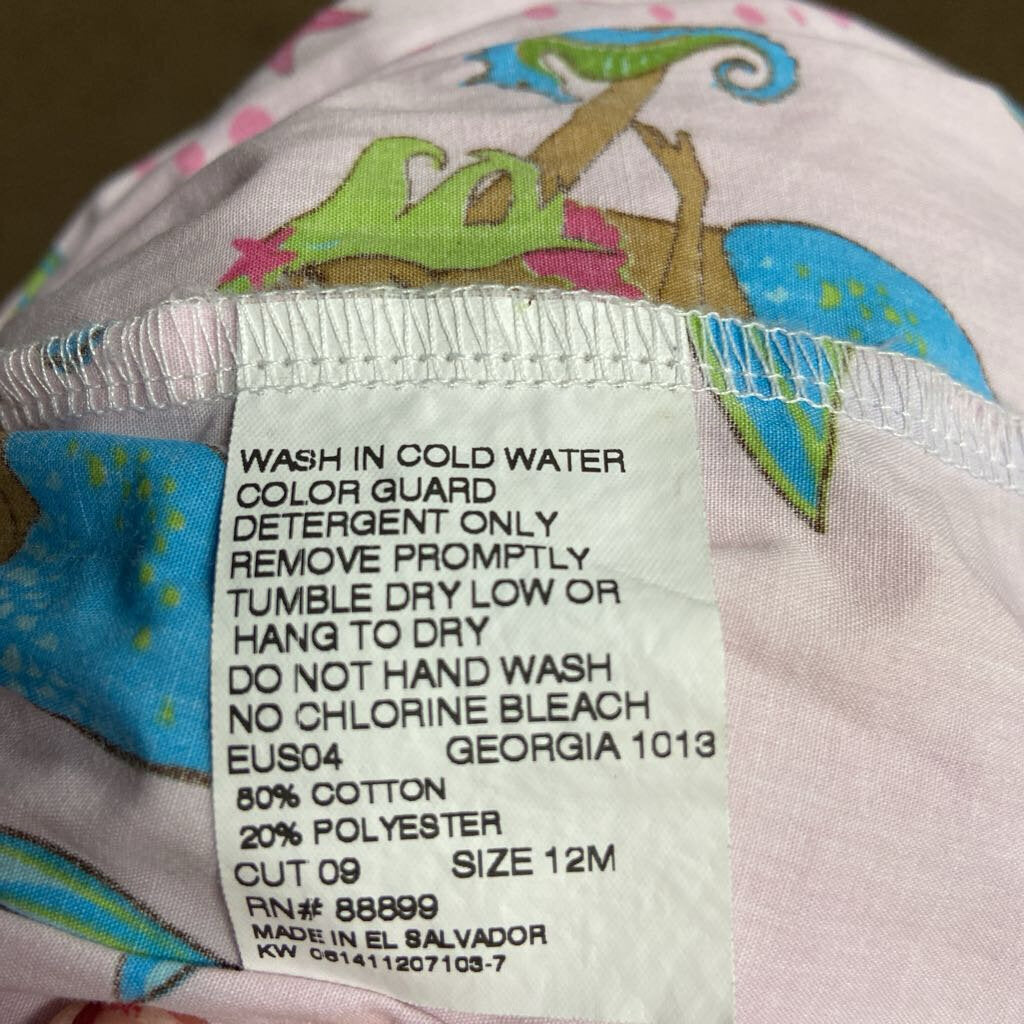 WASH IN COLD WATER
COLOR GUARD
DETERGENT ONLY
REMOVE PROMPTLY
TUMBLE DRY LOW OR
HANG TO DRY
DO NOT HAND WASH
NO CHLORINE BLEACH
EUS04 GEORGIA 1013
80% COTTON
20% POLYESTER
CUT 09 SIZE 12M
RN# 88899
MADE IN EL SALVADOR
KW 061411207103-7